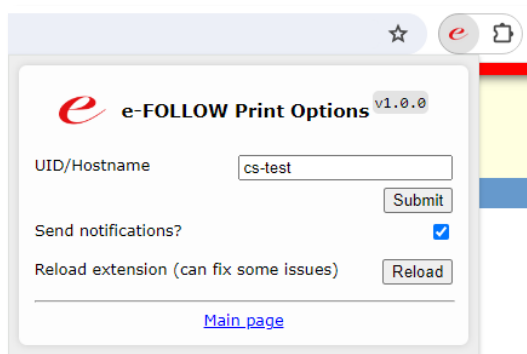 e
e e-FOLLOW Print Options v1.0.0
UID/Hostname cs-test
Submit
Send notifications?
Reload extension (can fix some issues) Reload
Main page